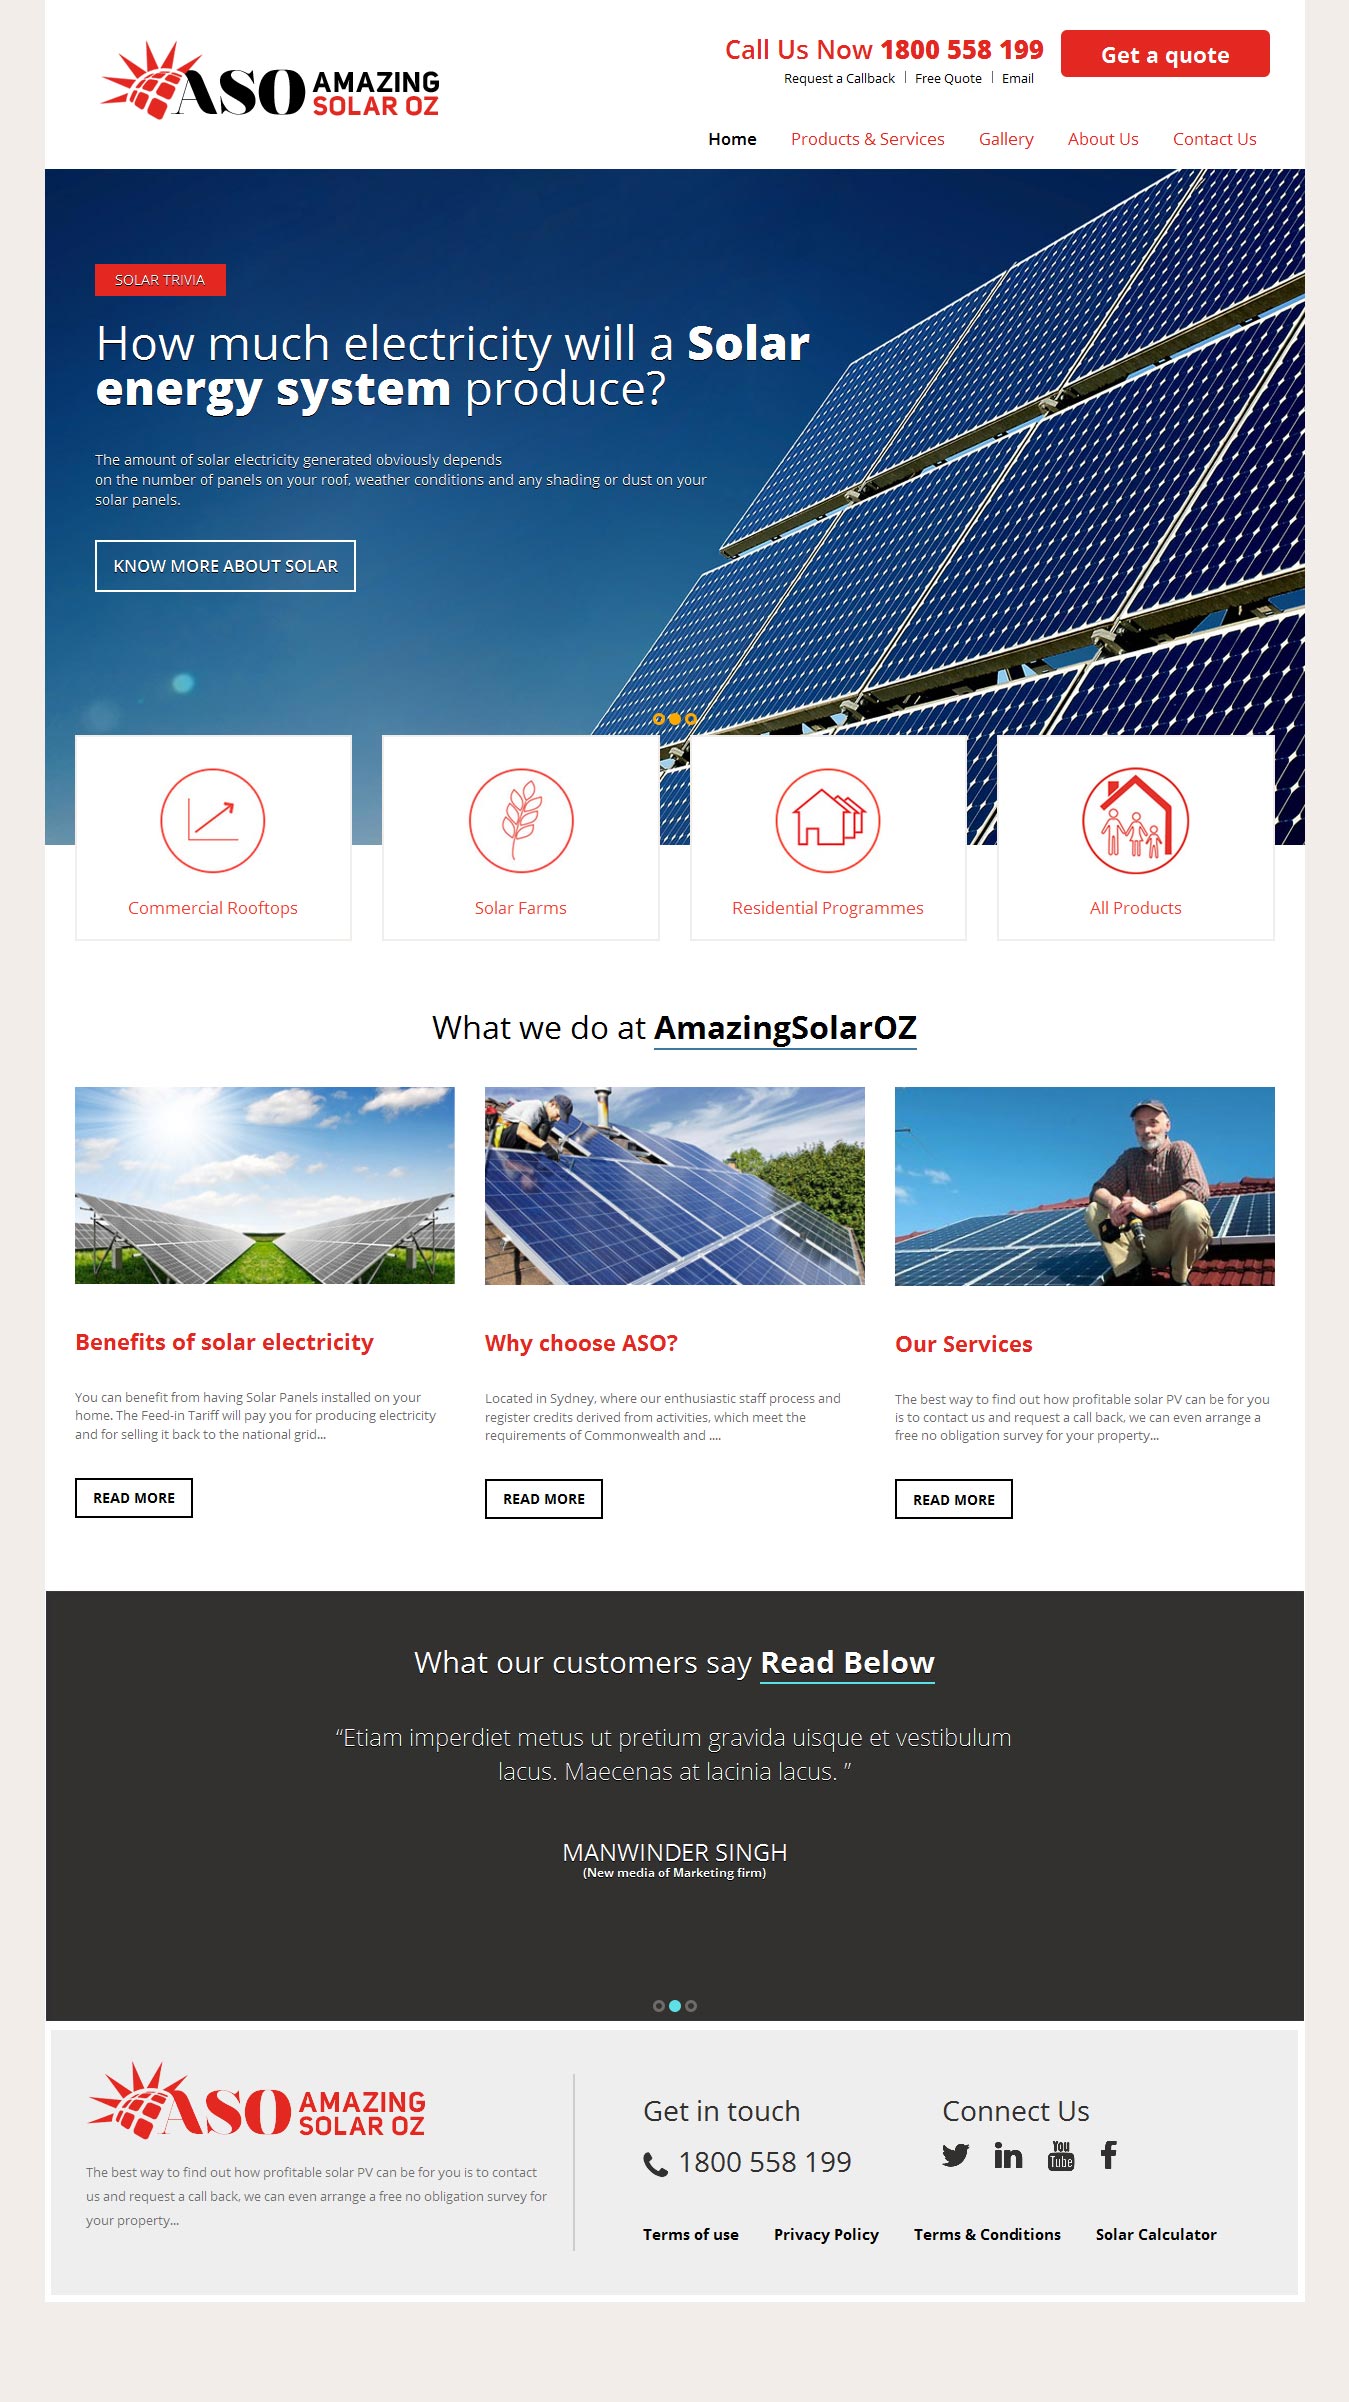 ASO AMAZING
SOLAR OZ
Call Us Now 1800 558 199
Get a quote
Request a Callback | Free Quote | Email
Home Products & Services Gallery About Us Contact Us
SOLAR TRIVIA
How much electricity will a Solar
energy system produce?
The amount of solar electricity generated obviously depends
on the number of panels on your roof, weather conditions and any shading or dust on your
solar panels.
KNOW MORE ABOUT SOLAR
Commercial Rooftops
Solar Farms
Residential Programmes
All Products
What we do at AmazingSolarOZ
Benefits of solar electricity
You can benefit from having Solar Panels installed on your
home. The Feed-in Tariff will pay you for producing electricity
and for selling it back to the national grid...
READ MORE
Why choose ASO?
Located in Sydney, where our enthusiastic staff process and
register credits derived from activities, which meet the
requirements of Commonwealth and ....
READ MORE
Our Services
The best way to find out how profitable solar PV can be for you
is to contact us and request a call back, we can even arrange a
free no obligation survey for your property...
READ MORE
What our customers say Read Below
“Etiam imperdiet metus ut pretium gravida uisque et vestibulum
lacus. Maecenas at lacinia lacus. ”
MANWINDER SINGH
(New media of Marketing firm)
ASO AMAZING
SOLAR OZ
The best way to find out how profitable solar PV can be for you is to contact
us and request a call back, we can even arrange a free no obligation survey for
your property...
Get in touch
1800 558 199
Connect Us
You
Tube
Terms of use Privacy Policy Terms & Conditions Solar Calculator